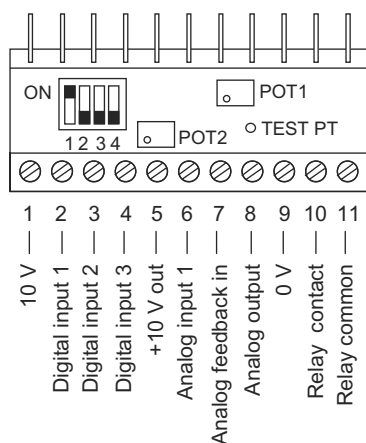 ON
POT1
1 2 3 4
POT2
TEST PT
1 2 3 4 5 6 7 8 9 10 11
10 V
Digital input 1
Digital input 2
Digital input 3
+10 V out
Analog input 1
Analog feedback in
Analog output
0 V
Relay contact
Relay common